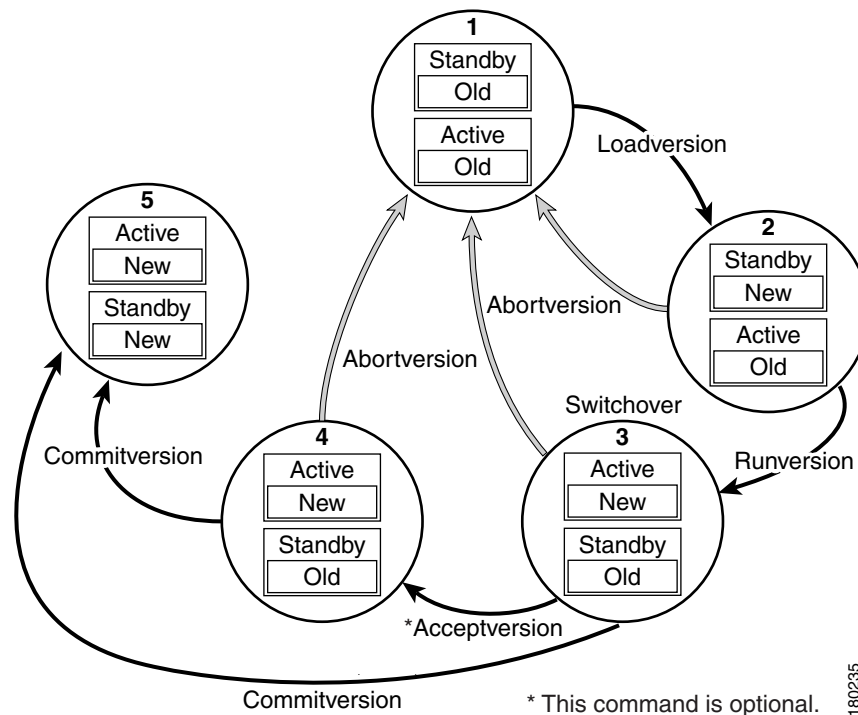 1
Standby
Old
Active
Old
Loadversion
5
Active
New
Standby
New
2
Standby
New
Active
Old
Abortversion
Abortversion
Switchover
4
Active
New
Standby
Old
3
Active
New
Standby
Old
Commitversion
Runversion
*Acceptversion
Commitversion
* This command is optional.
180235